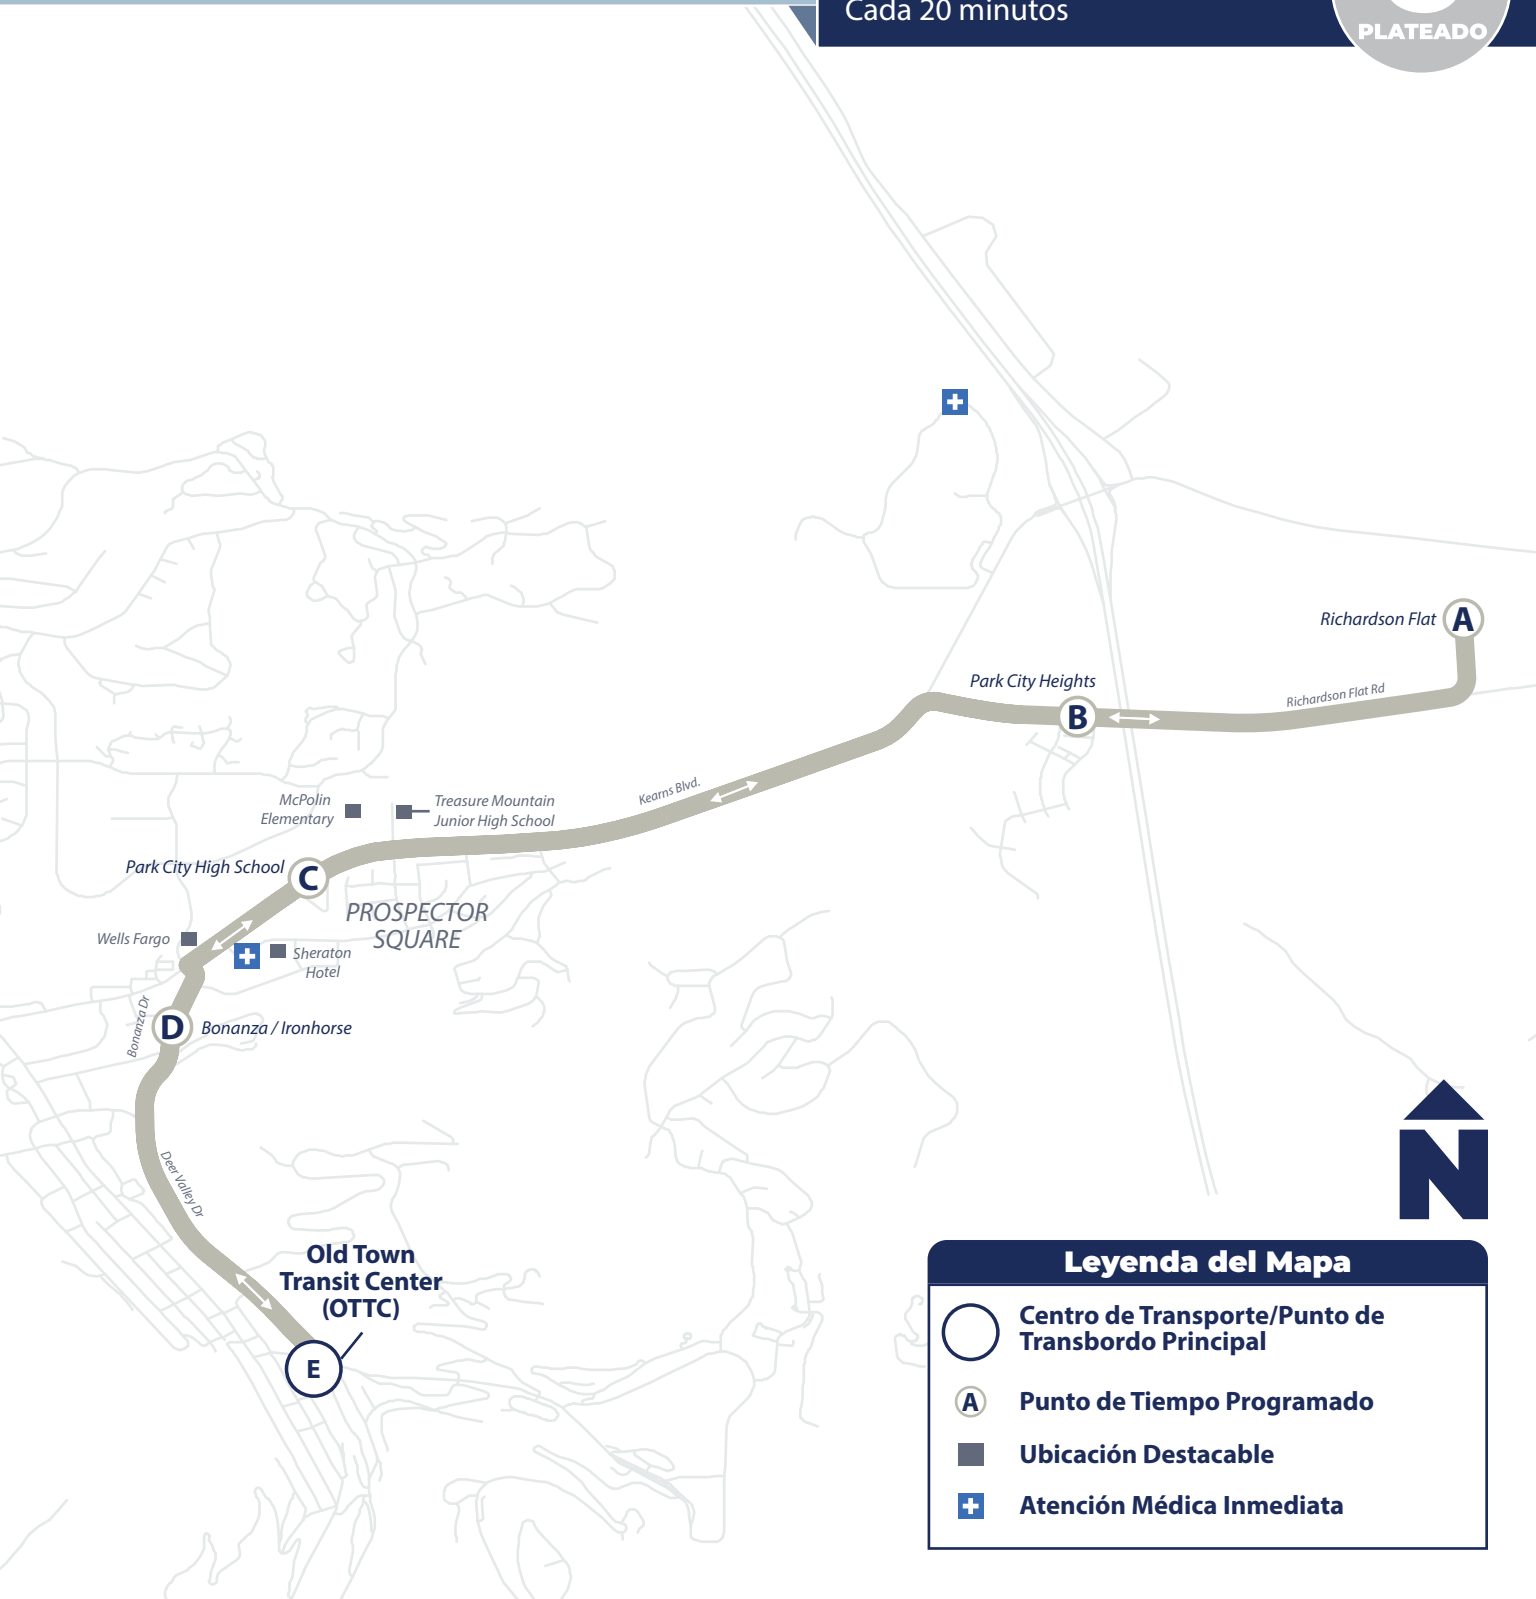 Cada 20 minutos
PLATEADO
Richardson Flat
A
Park City Heights
B
Richardson Flat Rd
Kearns Blvd.
McPolin
Elementary
Treasure Mountain
Junior High School
Park City High School
C
PROSPECTOR
SQUARE
Wells Fargo
Sheraton
Hotel
Bonanza Dr
D
Bonanza / Ironhorse
Deer Valley Dr
Old Town
Transit Center
(OTTC)
E
N
Leyenda del Mapa
Centro de Transporte/Punto de
Transbordo Principal
A
Punto de Tiempo Programado
Ubicación Destacable
Atención Médica Inmediata